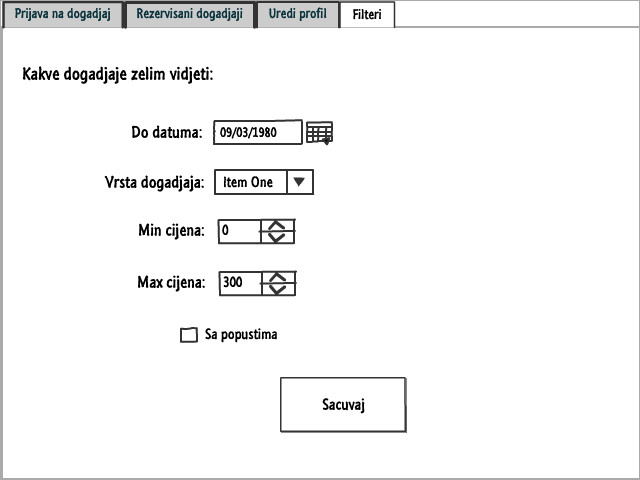 Prijava na dogadjaj Rezervisani dogadjaji Uredi profil Filteri
Kakve dogadjaje zelim vidjeti:
Do datuma: 09/03/1980
Vrsta dogadjaja: Item One
Min cijena: 0
Max cijena: 300
Sa popustima
Sacuvaj